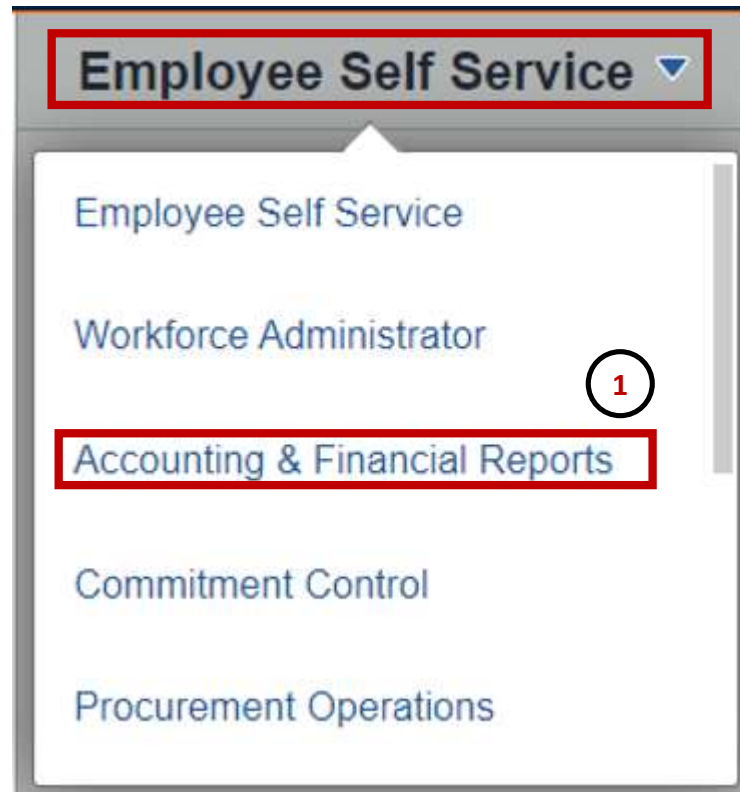 Employee Self Service
Employee Self Service
Workforce Administrator
1
Accounting & Financial Reports
Commitment Control
Procurement Operations